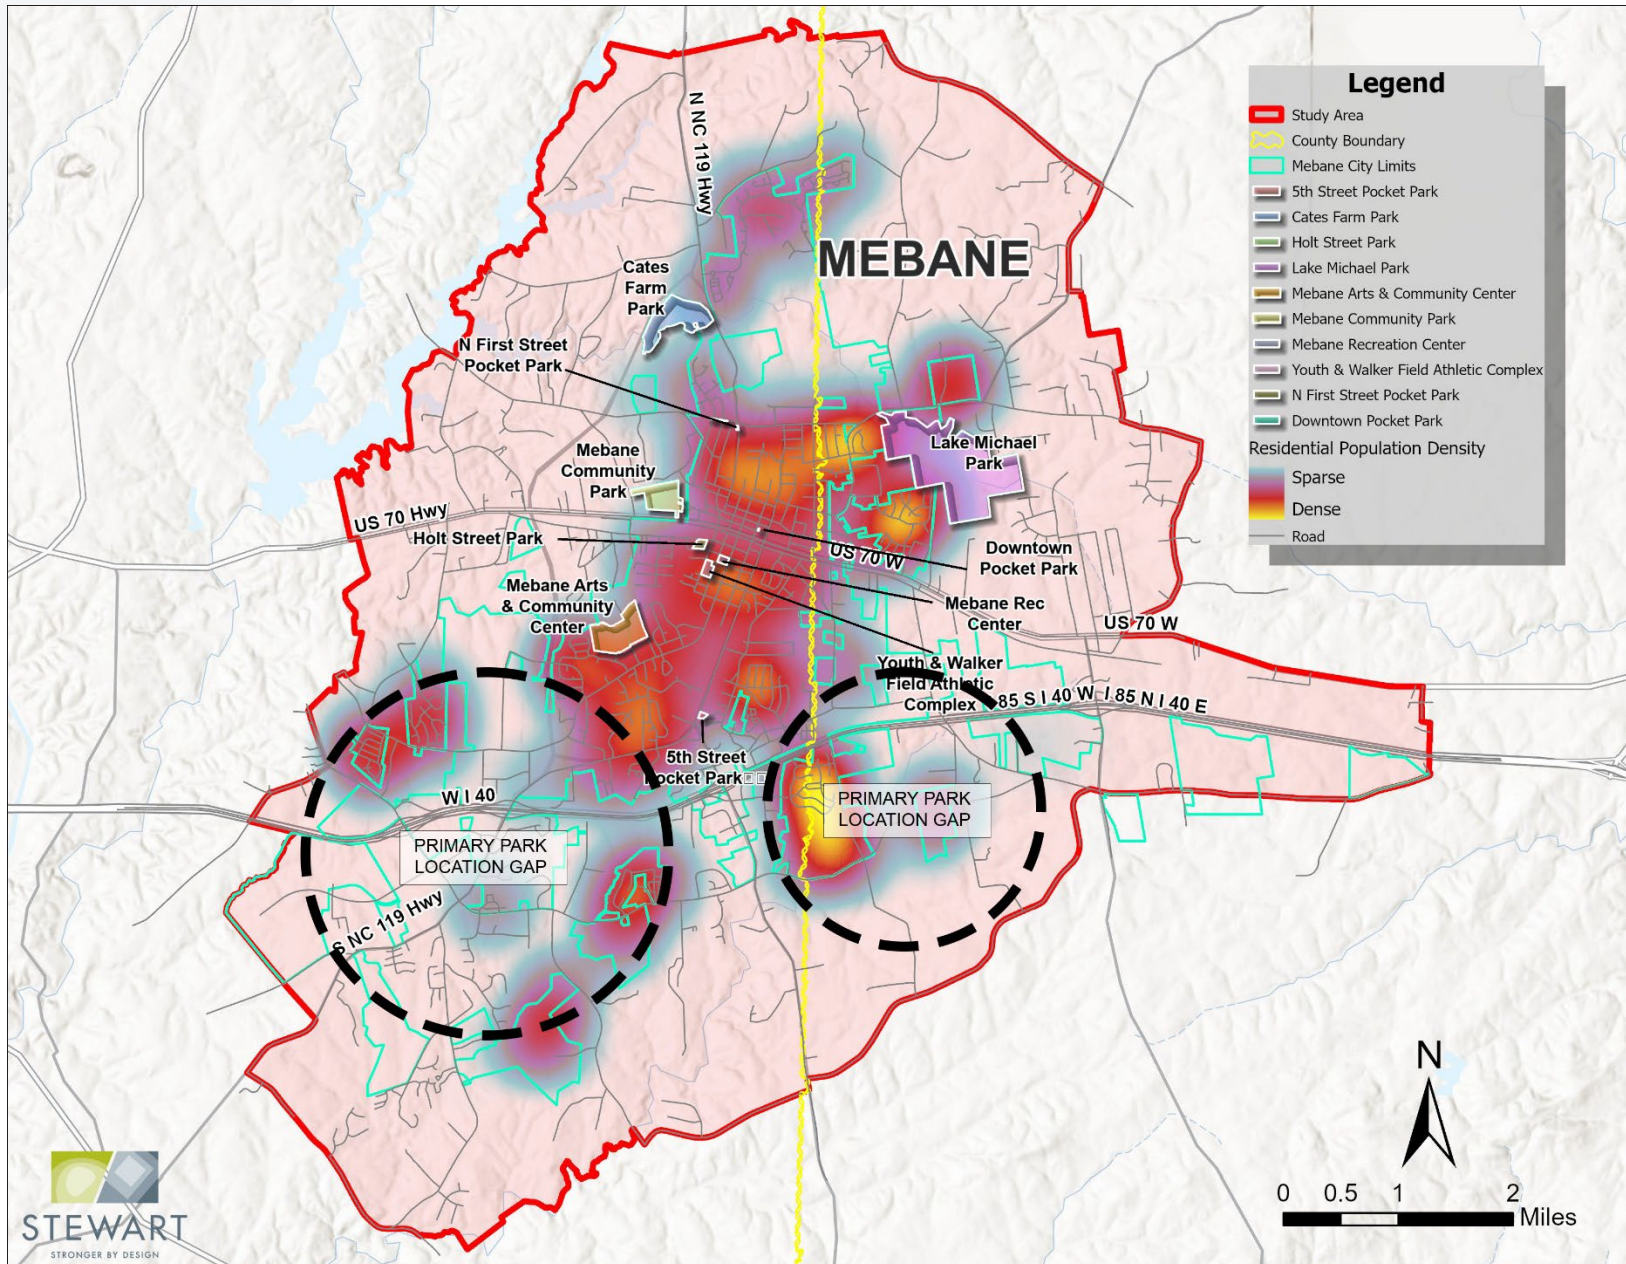 N NC 119 Hwy
MEBANE
Cates
Farm
Park
N First Street
Pocket Park
Mebane
Community
Park
Lake Michael
Park
US 70 Hwy
Holt Street Park
US 70 W
Downtown
Pocket Park
Mebane Arts
& Community
Center
Mebane Rec
Center
US 70 W
Youth & Walker
Field Athletic
Complex
85 S I 40 W
I 85 N I 40 E
5th Street
Pocket Park
W I 40
PRIMARY PARK
LOCATION GAP
PRIMARY PARK
LOCATION GAP
S NC 119 Hwy
Legend
Study Area
County Boundary
Mebane City Limits
5th Street Pocket Park
Cates Farm Park
Holt Street Park
Lake Michael Park
Mebane Arts & Community Center
Mebane Community Park
Mebane Recreation Center
Youth & Walker Field Athletic Complex
N First Street Pocket Park
Downtown Pocket Park
Residential Population Density
Sparse
Dense
Road
N
0 0.5 1 2
Miles
STEWART
STRONGER BY DESIGN